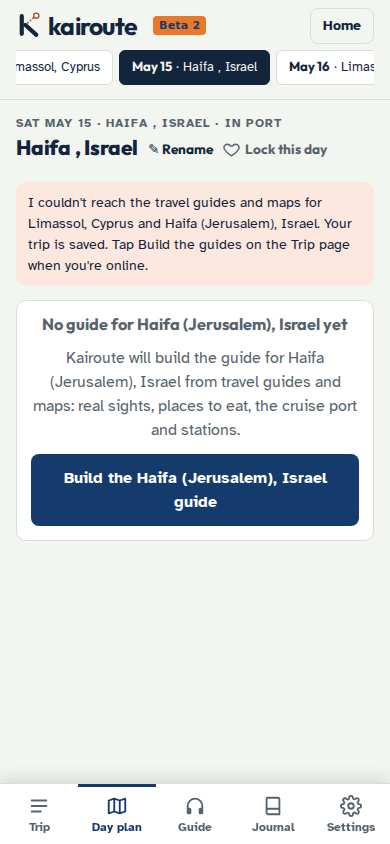 kairoute
Beta 2
Home
massol, Cyprus
May 15 · Haifa , Israel
May 16 · Limas
SAT MAY 15 · HAIFA , ISRAEL · IN PORT
Haifa , Israel
✎ Rename
Lock this day
I couldn't reach the travel guides and maps for
Limassol, Cyprus and Haifa (Jerusalem), Israel. Your
trip is saved. Tap Build the guides on the Trip page
when you're online.
No guide for Haifa (Jerusalem), Israel yet
Kairoute will build the guide for Haifa
(Jerusalem), Israel from travel guides and
maps: real sights, places to eat, the cruise port
and stations.
Build the Haifa (Jerusalem), Israel
guide
Trip
Day plan
Guide
Journal
Settings